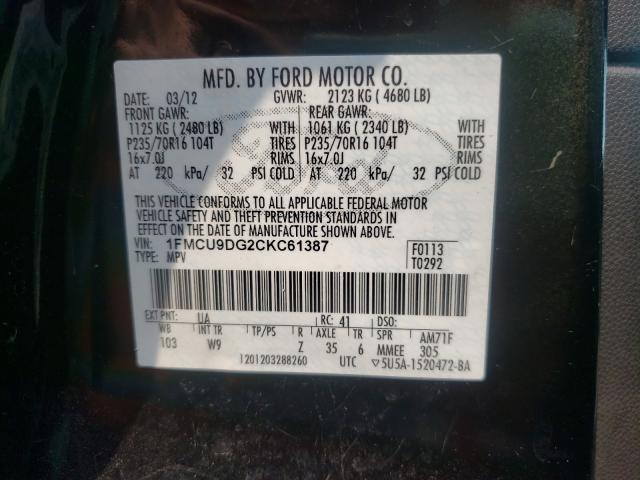 MFD. BY FORD MOTOR CO.
DATE: 03/12 GVWR: 2123 KG ( 4680 LB)
FRONT GAWR: REAR GAWR:
1125 KG ( 2480 LB) WITH 1061 KG ( 2340 LB) WITH
P235/70R16 104T TIRES P235/70R16 104T TIRES
16x7.0J RIMS 16x7.0J RIMS
AT 220 kPa/ 32 PSI COLD AT 220 kPa/ 32 PSI COLD
Ford
THIS VEHICLE CONFORMS TO ALL APPLICABLE FEDERAL MOTOR
VEHICLE SAFETY AND THEFT PREVENTION STANDARDS IN
EFFECT ON THE DATE OF MANUFACTURE SHOWN ABOVE.
VIN: 1FMCU9DG2CKC61387 F0113
TYPE: MPV T0292
EXT PNT: UA RC: 41 DSO:
WB INT TR TP/PS R AXLE TR SPR AM71F
103 W9 Z 35 6 MMEE 305
1201203288260 UTC ▽5U5A-1520472-BA